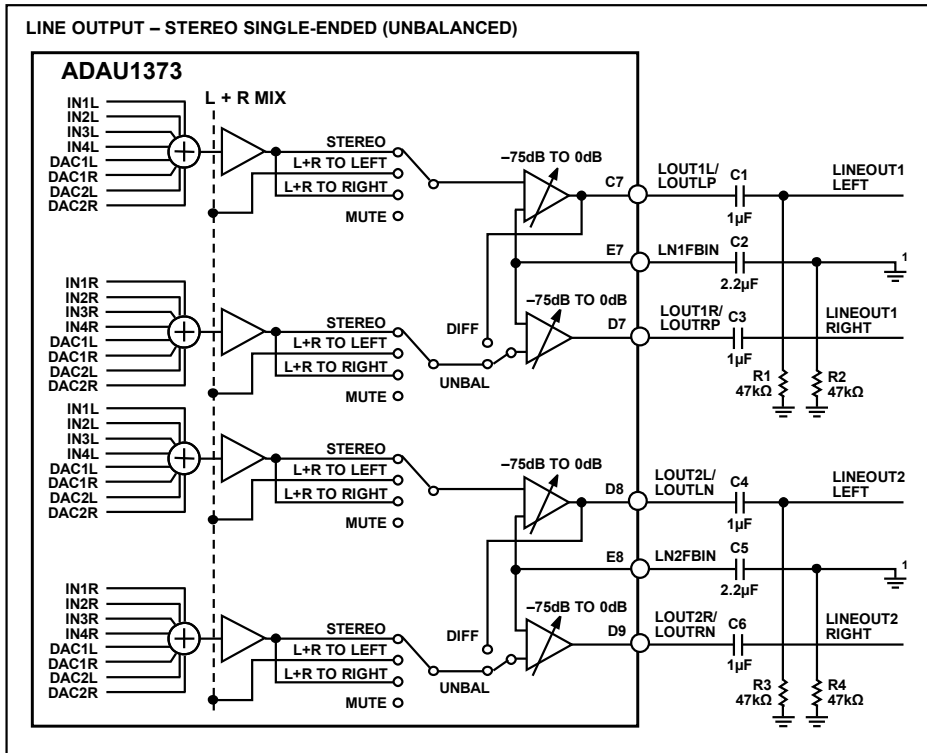 LINE OUTPUT – STEREO SINGLE-ENDED (UNBALANCED)
ADAU1373
L + R MIX
IN1L
IN2L
IN3L
IN4L
DAC1L
DAC1R
DAC2L
DAC2R
STEREO
L+R TO LEFT
L+R TO RIGHT
MUTE
–75dB TO 0dB
C7
LOUT1L/
LOUTLP
C1
1µF
LINEOUT1
LEFT
E7
LN1FBIN
C2
2.2µF
1
IN1R
IN2R
IN3R
IN4R
DAC1L
DAC1R
DAC2L
DAC2R
STEREO
L+R TO LEFT
L+R TO RIGHT
MUTE
DIFF
UNBAL
–75dB TO 0dB
D7
LOUT1R/
LOUTRP
C3
1µF
LINEOUT1
RIGHT
R1
47kΩ
R2
47kΩ
IN1L
IN2L
IN3L
IN4L
DAC1L
DAC1R
DAC2L
DAC2R
STEREO
L+R TO LEFT
L+R TO RIGHT
MUTE
–75dB TO 0dB
D8
LOUT2L/
LOUTLN
C4
1µF
LINEOUT2
LEFT
E8
LN2FBIN
C5
2.2µF
1
IN1R
IN2R
IN3R
IN4R
DAC1L
DAC1R
DAC2L
DAC2R
STEREO
L+R TO LEFT
L+R TO RIGHT
MUTE
DIFF
UNBAL
–75dB TO 0dB
D9
LOUT2R/
LOUTRN
C6
1µF
LINEOUT2
RIGHT
R3
47kΩ
R4
47kΩ